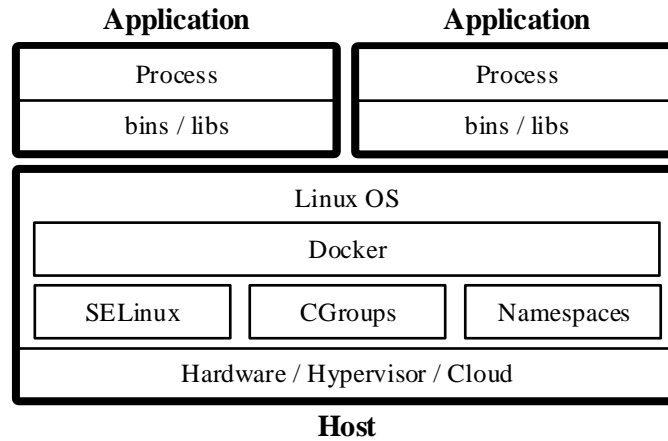 Application Application
Process Process
bins / libs bins / libs
Linux OS
Docker
SELinux CGroups Namespaces
Hardware / Hypervisor / Cloud
Host